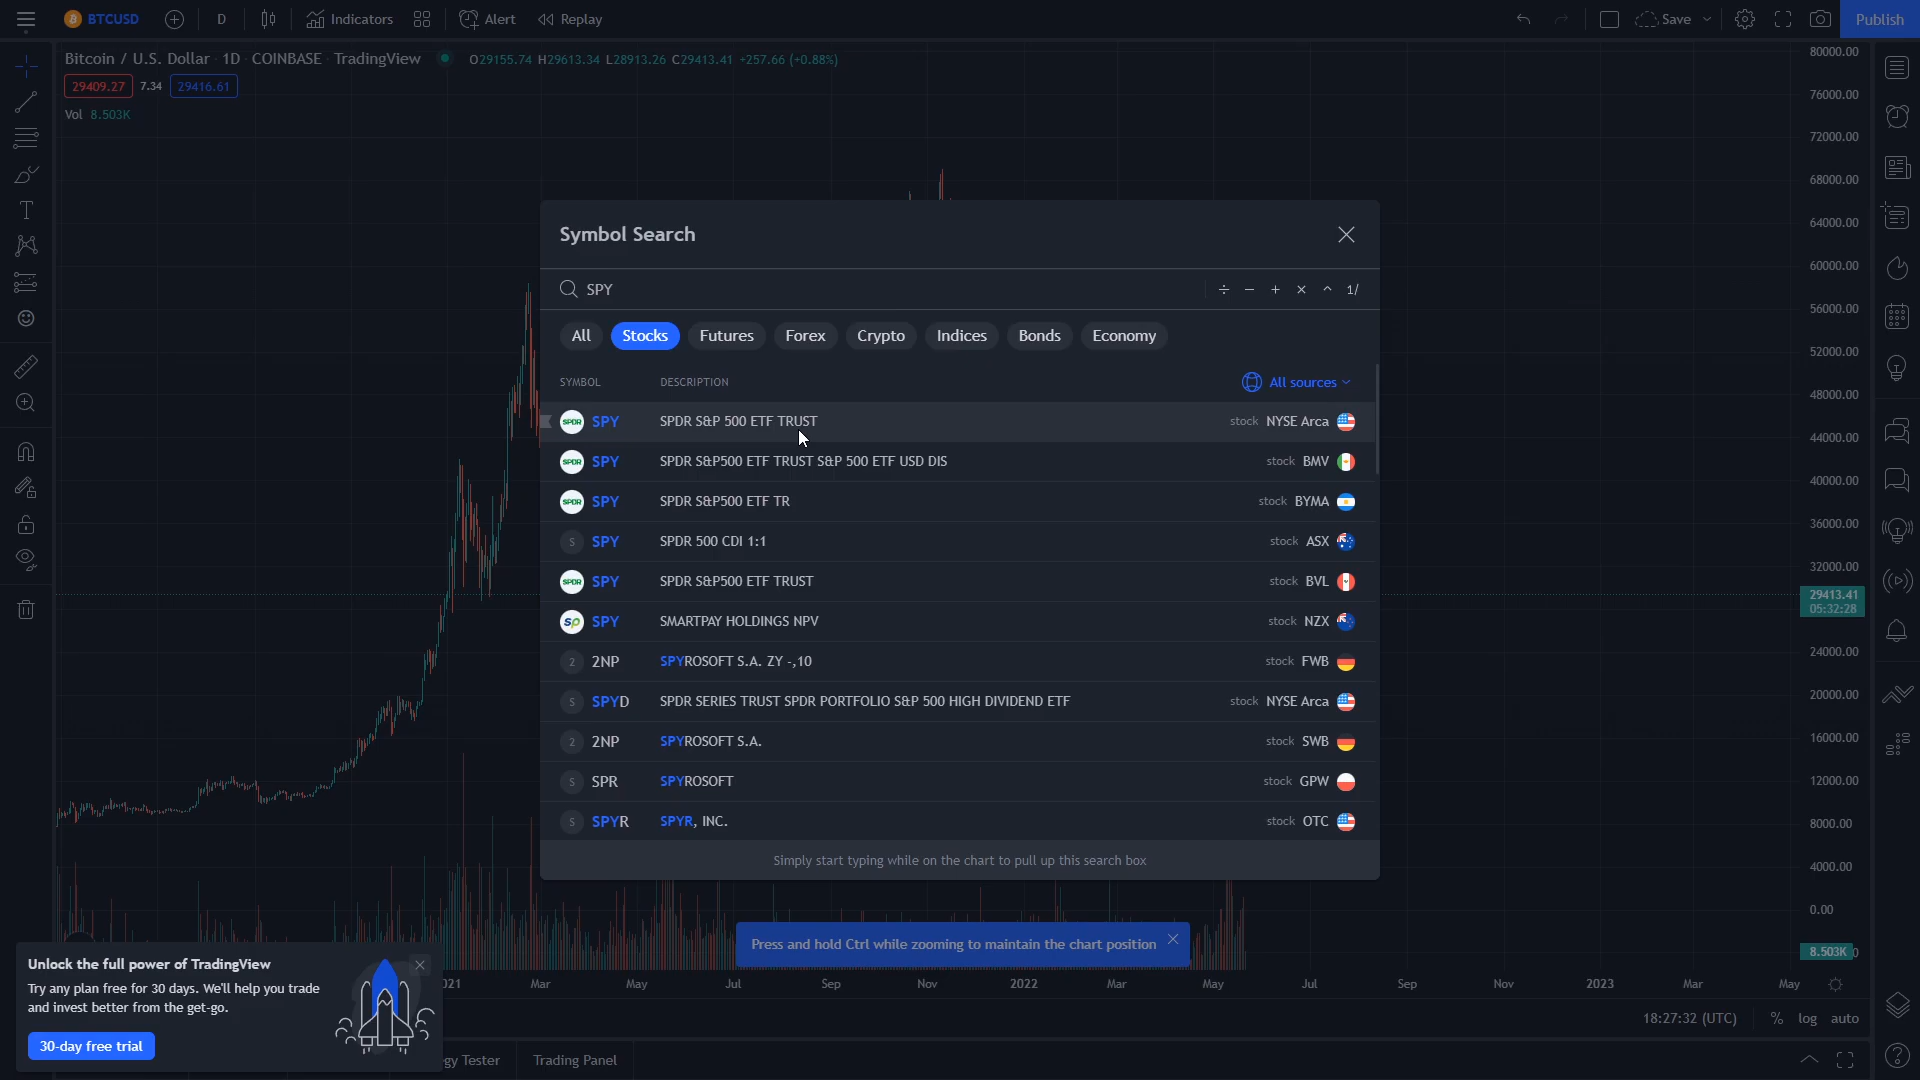 BTCUSD D Indicators Alert Replay Save Publish
Bitcoin / U.S. Dollar · 1D · COINBASE · TradingView O29155.74 H29613.34 L28913.26 C29413.41 +257.66 (+0.88%)
29409.27 7.34 29416.61
Vol 8.503K
80000.00
76000.00
72000.00
68000.00
64000.00
60000.00
56000.00
52000.00
48000.00
44000.00
40000.00
36000.00
32000.00
29413.41
05:32:28
24000.00
20000.00
16000.00
12000.00
8000.00
4000.00
0.00
8.503K
Symbol Search
SPY ÷ − + × ^ 1/
All Stocks Futures Forex Crypto Indices Bonds Economy
SYMBOL DESCRIPTION All sources
SPDR SPY SPDR S&P 500 ETF TRUST stock NYSE Arca
SPDR SPY SPDR S&P500 ETF TRUST S&P 500 ETF USD DIS stock BMV
SPDR SPY SPDR S&P500 ETF TR stock BYMA
S SPY SPDR 500 CDI 1:1 stock ASX
SPDR SPY SPDR S&P500 ETF TRUST stock BVL
sp SPY SMARTPAY HOLDINGS NPV stock NZX
2 2NP SPYROSOFT S.A. ZY -,10 stock FWB
S SPYD SPDR SERIES TRUST SPDR PORTFOLIO S&P 500 HIGH DIVIDEND ETF stock NYSE Arca
2 2NP SPYROSOFT S.A. stock SWB
S SPR SPYROSOFT stock GPW
S SPYR SPYR, INC. stock OTC
Simply start typing while on the chart to pull up this search box
Press and hold Ctrl while zooming to maintain the chart position
Unlock the full power of TradingView
Try any plan free for 30 days. We'll help you trade
and invest better from the get-go.
30-day free trial
021 Mar May Jul Sep Nov 2022 Mar May Jul Sep Nov 2023 Mar May
18:27:32 (UTC) % log auto
gy Tester Trading Panel